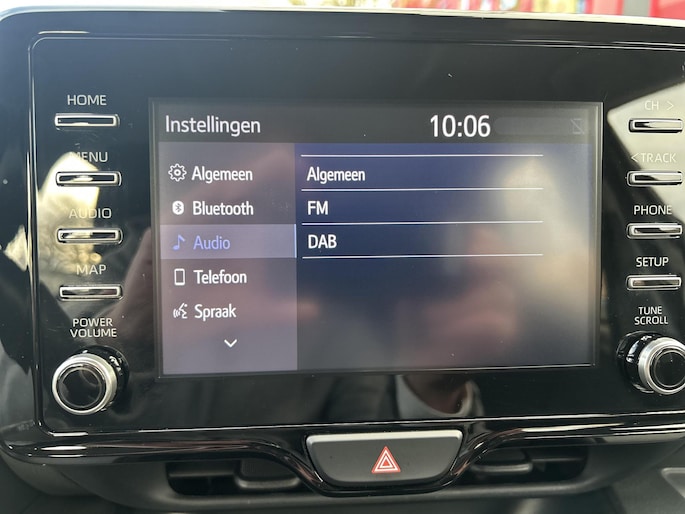 HOME
MENU
AUDIO
MAP
POWER
VOLUME
Instellingen 10:06
Algemeen
Bluetooth
Audio
Telefoon
Spraak
Algemeen
FM
DAB
CH >
< TRACK
PHONE
SETUP
TUNE
SCROLL